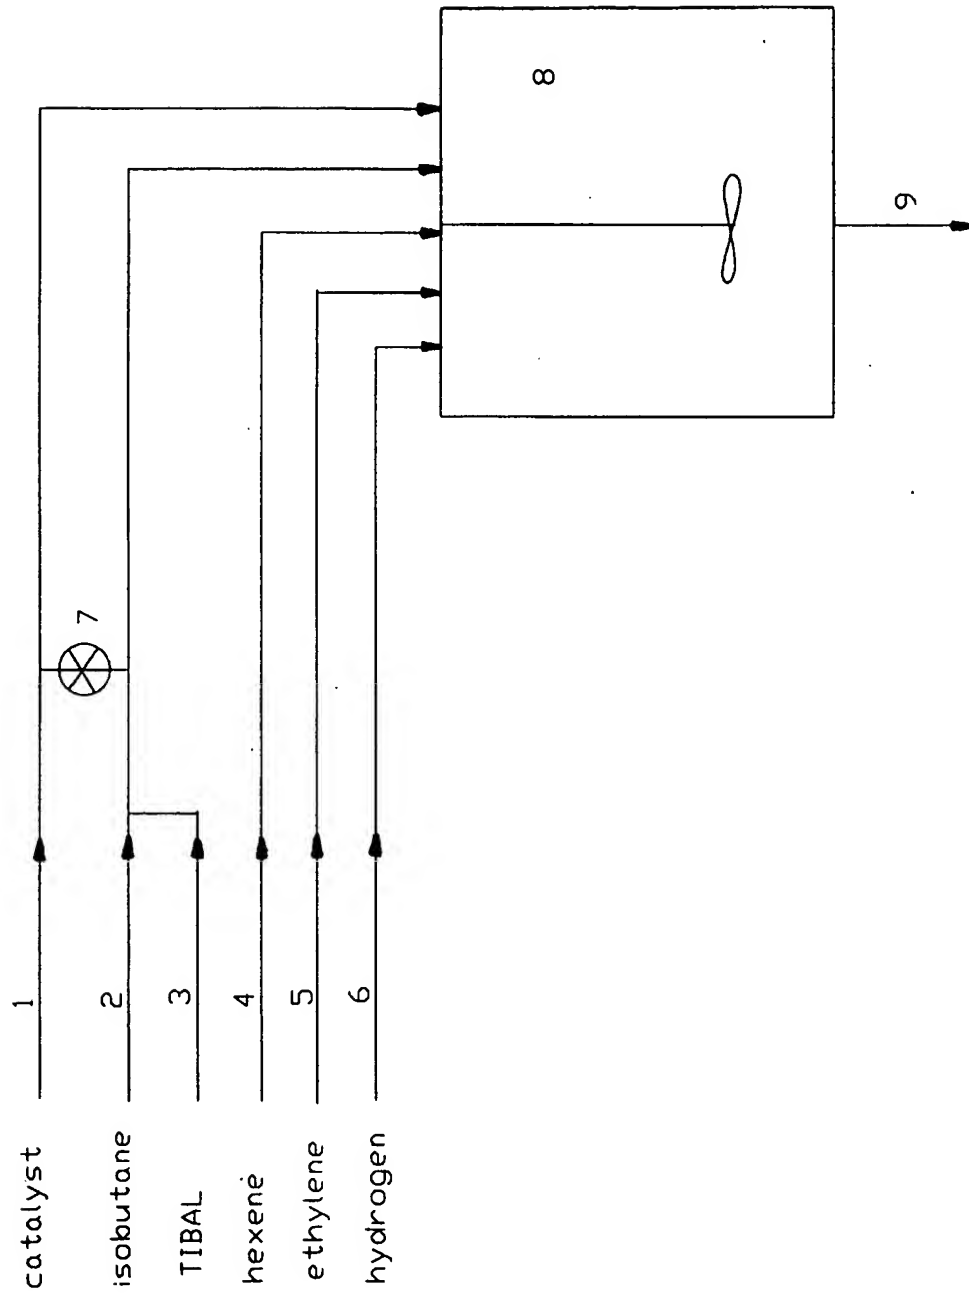 catalyst 1
isobutane 2
TIBAL 3
hexene 4
ethylene 5
hydrogen 6
7
8
9